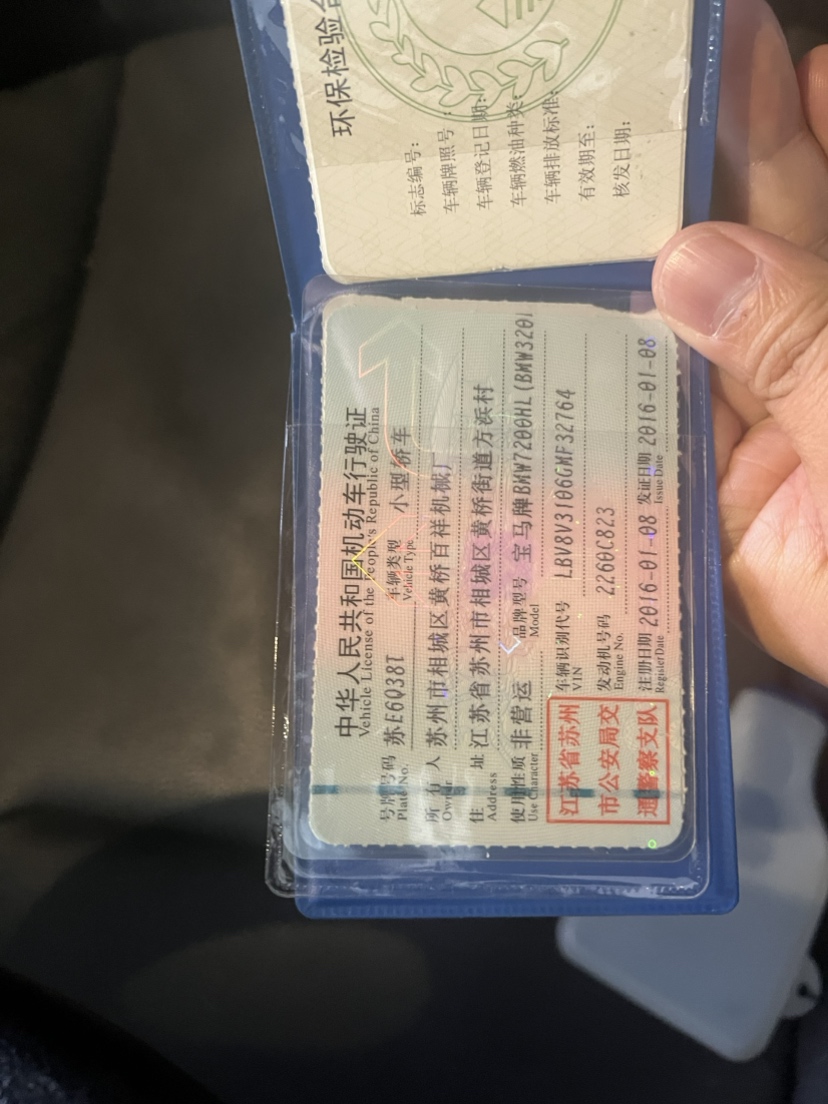 环保检验合
标志编号：
车辆牌照号：
车辆登记日期：
车辆燃油种类：
车辆排放标准：
有效期至：
核发日期：
中华人民共和国机动车行驶证
Vehicle License of the People's Republic of China
号牌号码 苏E6Q38T 车辆类型 小型轿车
Plate No. Vehicle Type
所有人 苏州市相城区黄桥百祥机械厂
Owner
住址 江苏省苏州市相城区黄桥街道方浜村
Address
使用性质 非营运 品牌型号 宝马牌BMW7200HL(BMW320i
Use Character Model
江苏省苏州
市公安局交
通警察支队
车辆识别代号 LBV8V3106GMF32764
VIN
发动机号码 2260C823
Engine No.
注册日期 2016-01-08 发证日期 2016-01-08
Register Date Issue Date